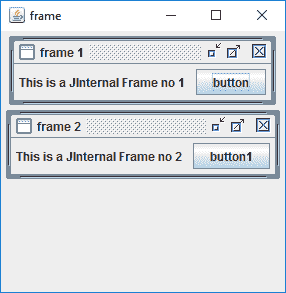 frame
frame 1
This is a JInternal Frame no 1 button
frame 2
This is a JInternal Frame no 2 button1